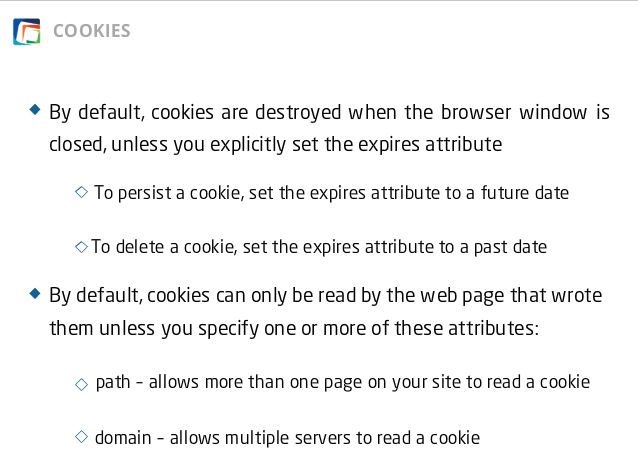 COOKIES
By default, cookies are destroyed when the browser window is
closed, unless you explicitly set the expires attribute
To persist a cookie, set the expires attribute to a future date
To delete a cookie, set the expires attribute to a past date
By default, cookies can only be read by the web page that wrote
them unless you specify one or more of these attributes:
path – allows more than one page on your site to read a cookie
domain – allows multiple servers to read a cookie